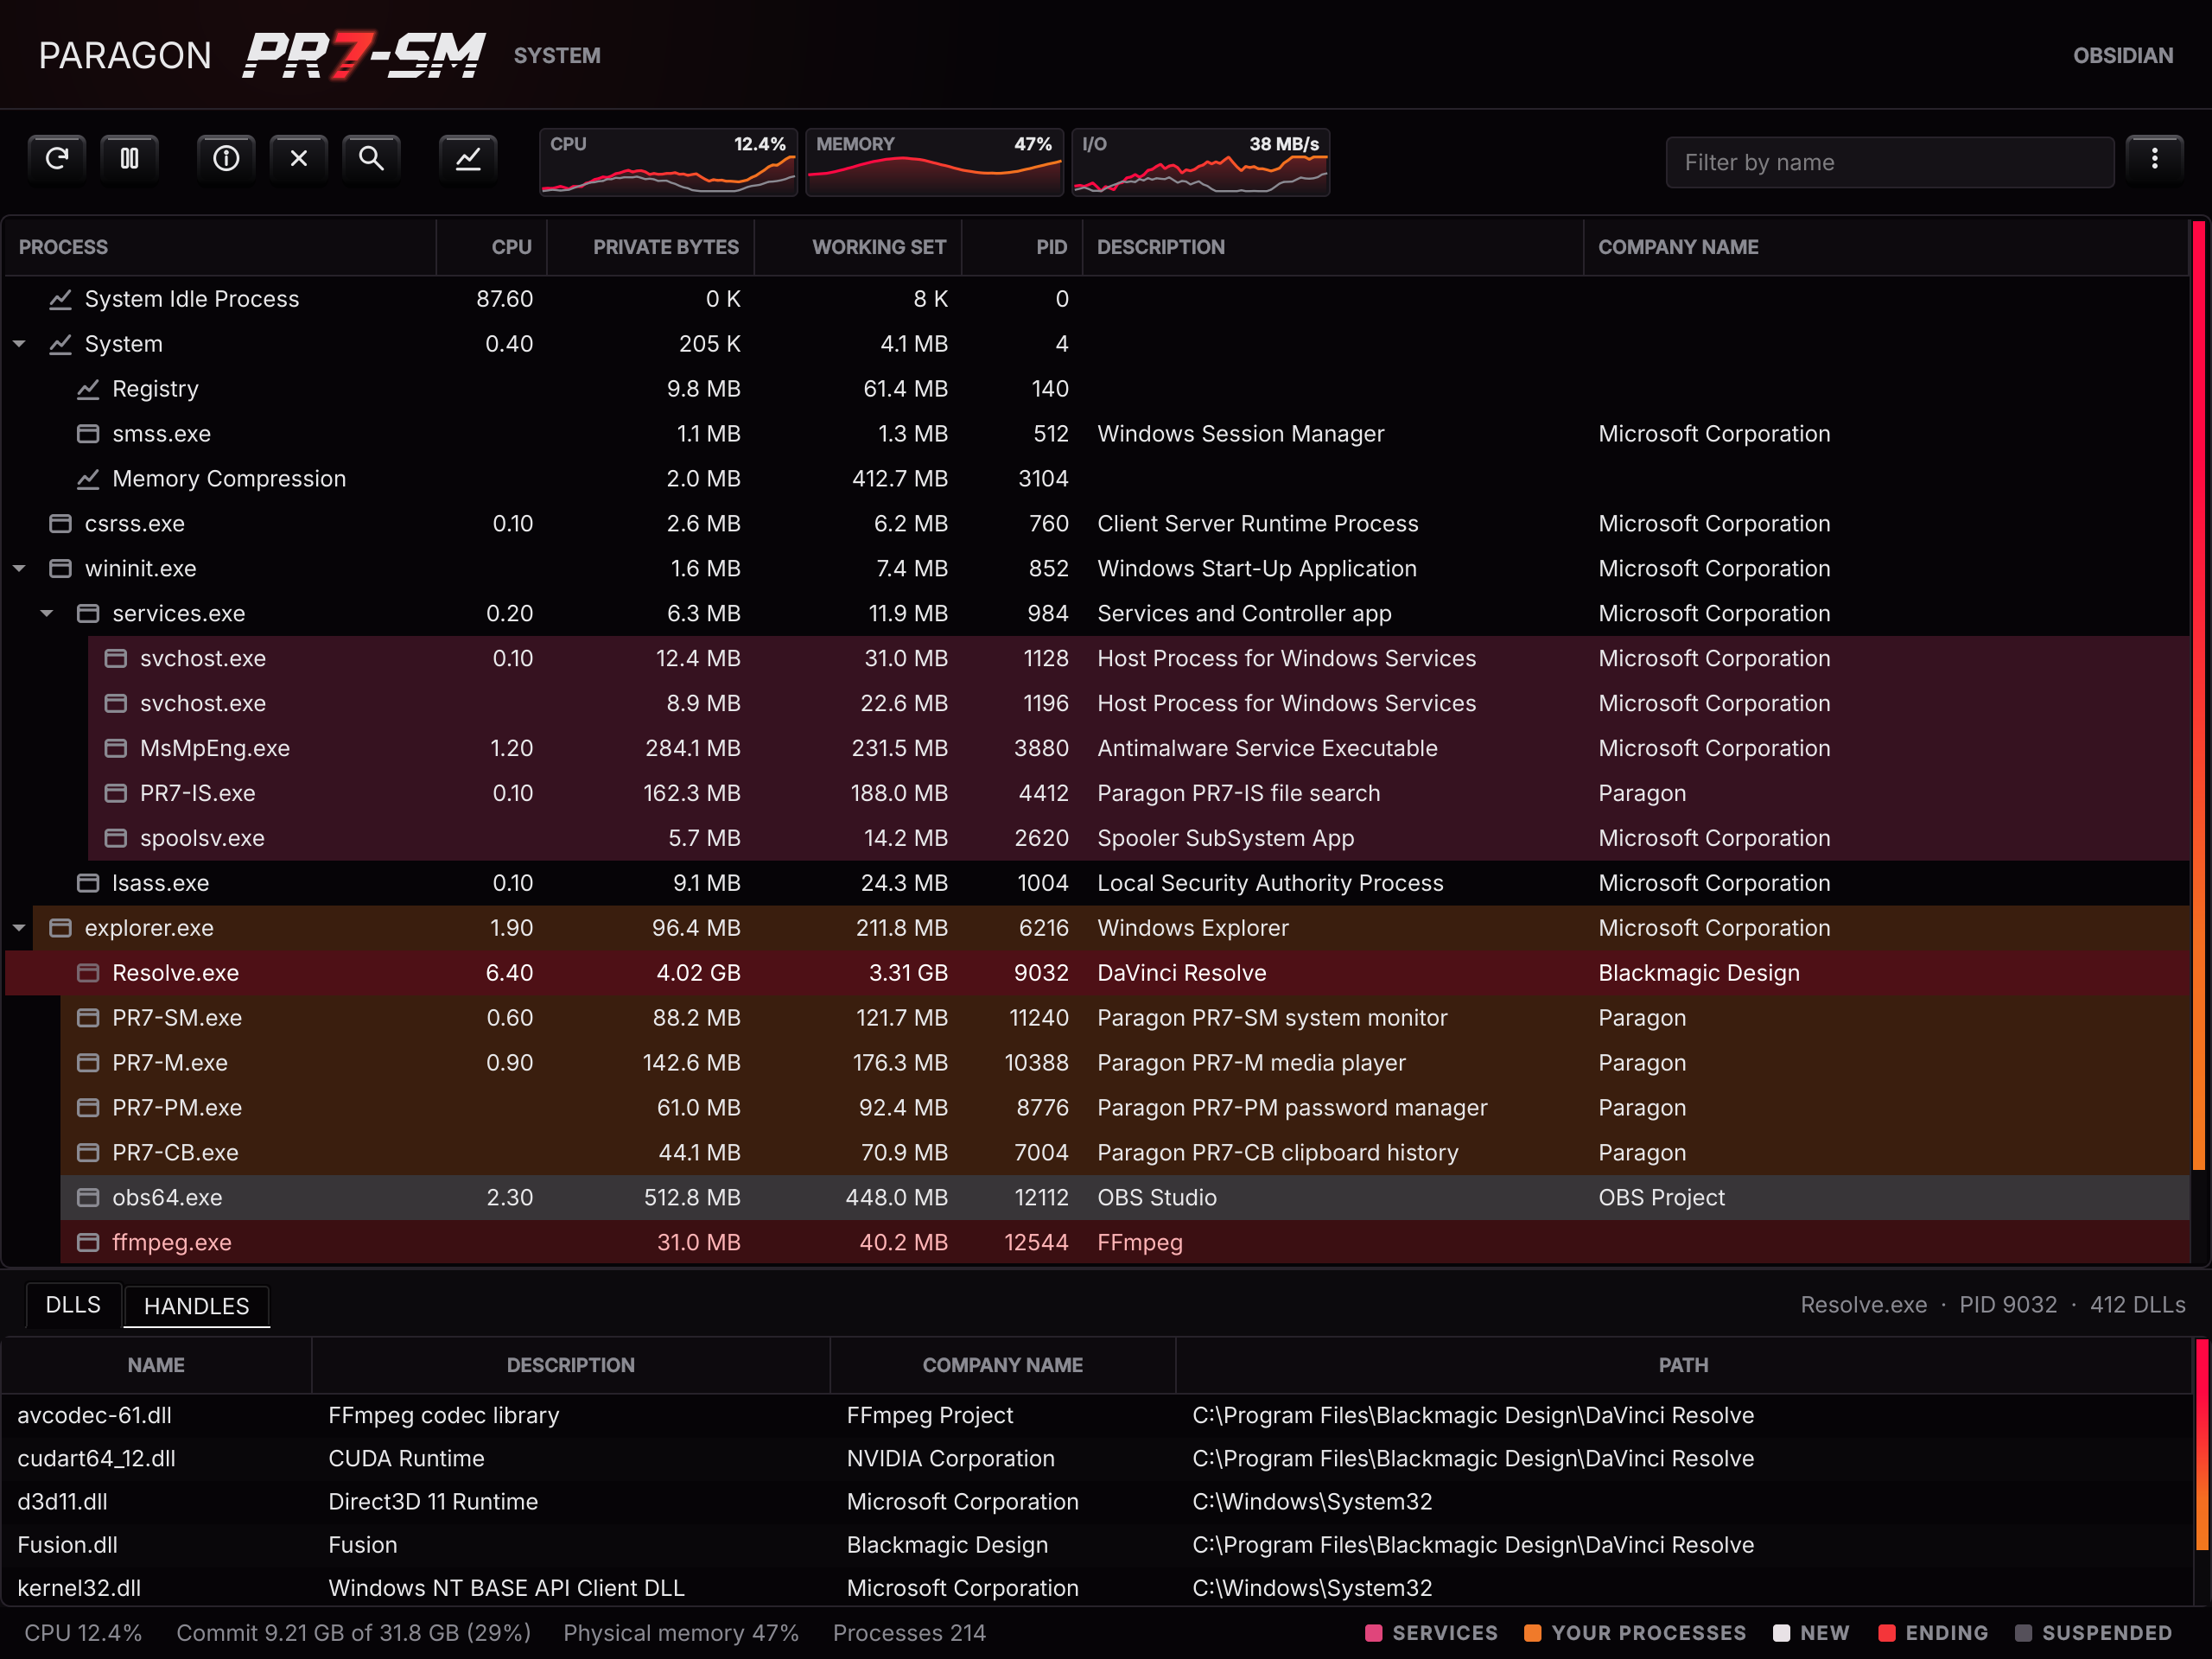 PARAGON PR7-SM SYSTEM OBSIDIAN
CPU 12.4% MEMORY 47% I/O 38 MB/s Filter by name
PROCESS CPU PRIVATE BYTES WORKING SET PID DESCRIPTION COMPANY NAME
System Idle Process 87.60 0 K 8 K 0
System 0.40 205 K 4.1 MB 4
Registry 9.8 MB 61.4 MB 140
smss.exe 1.1 MB 1.3 MB 512 Windows Session Manager Microsoft Corporation
Memory Compression 2.0 MB 412.7 MB 3104
csrss.exe 0.10 2.6 MB 6.2 MB 760 Client Server Runtime Process Microsoft Corporation
wininit.exe 1.6 MB 7.4 MB 852 Windows Start-Up Application Microsoft Corporation
services.exe 0.20 6.3 MB 11.9 MB 984 Services and Controller app Microsoft Corporation
svchost.exe 0.10 12.4 MB 31.0 MB 1128 Host Process for Windows Services Microsoft Corporation
svchost.exe 8.9 MB 22.6 MB 1196 Host Process for Windows Services Microsoft Corporation
MsMpEng.exe 1.20 284.1 MB 231.5 MB 3880 Antimalware Service Executable Microsoft Corporation
PR7-IS.exe 0.10 162.3 MB 188.0 MB 4412 Paragon PR7-IS file search Paragon
spoolsv.exe 5.7 MB 14.2 MB 2620 Spooler SubSystem App Microsoft Corporation
lsass.exe 0.10 9.1 MB 24.3 MB 1004 Local Security Authority Process Microsoft Corporation
explorer.exe 1.90 96.4 MB 211.8 MB 6216 Windows Explorer Microsoft Corporation
Resolve.exe 6.40 4.02 GB 3.31 GB 9032 DaVinci Resolve Blackmagic Design
PR7-SM.exe 0.60 88.2 MB 121.7 MB 11240 Paragon PR7-SM system monitor Paragon
PR7-M.exe 0.90 142.6 MB 176.3 MB 10388 Paragon PR7-M media player Paragon
PR7-PM.exe 61.0 MB 92.4 MB 8776 Paragon PR7-PM password manager Paragon
PR7-CB.exe 44.1 MB 70.9 MB 7004 Paragon PR7-CB clipboard history Paragon
obs64.exe 2.30 512.8 MB 448.0 MB 12112 OBS Studio OBS Project
ffmpeg.exe 31.0 MB 40.2 MB 12544 FFmpeg
DLLS HANDLES Resolve.exe · PID 9032 · 412 DLLs
NAME DESCRIPTION COMPANY NAME PATH
avcodec-61.dll FFmpeg codec library FFmpeg Project C:\Program Files\Blackmagic Design\DaVinci Resolve
cudart64_12.dll CUDA Runtime NVIDIA Corporation C:\Program Files\Blackmagic Design\DaVinci Resolve
d3d11.dll Direct3D 11 Runtime Microsoft Corporation C:\Windows\System32
Fusion.dll Fusion Blackmagic Design C:\Program Files\Blackmagic Design\DaVinci Resolve
kernel32.dll Windows NT BASE API Client DLL Microsoft Corporation C:\Windows\System32
CPU 12.4% Commit 9.21 GB of 31.8 GB (29%) Physical memory 47% Processes 214 SERVICES YOUR PROCESSES NEW ENDING SUSPENDED